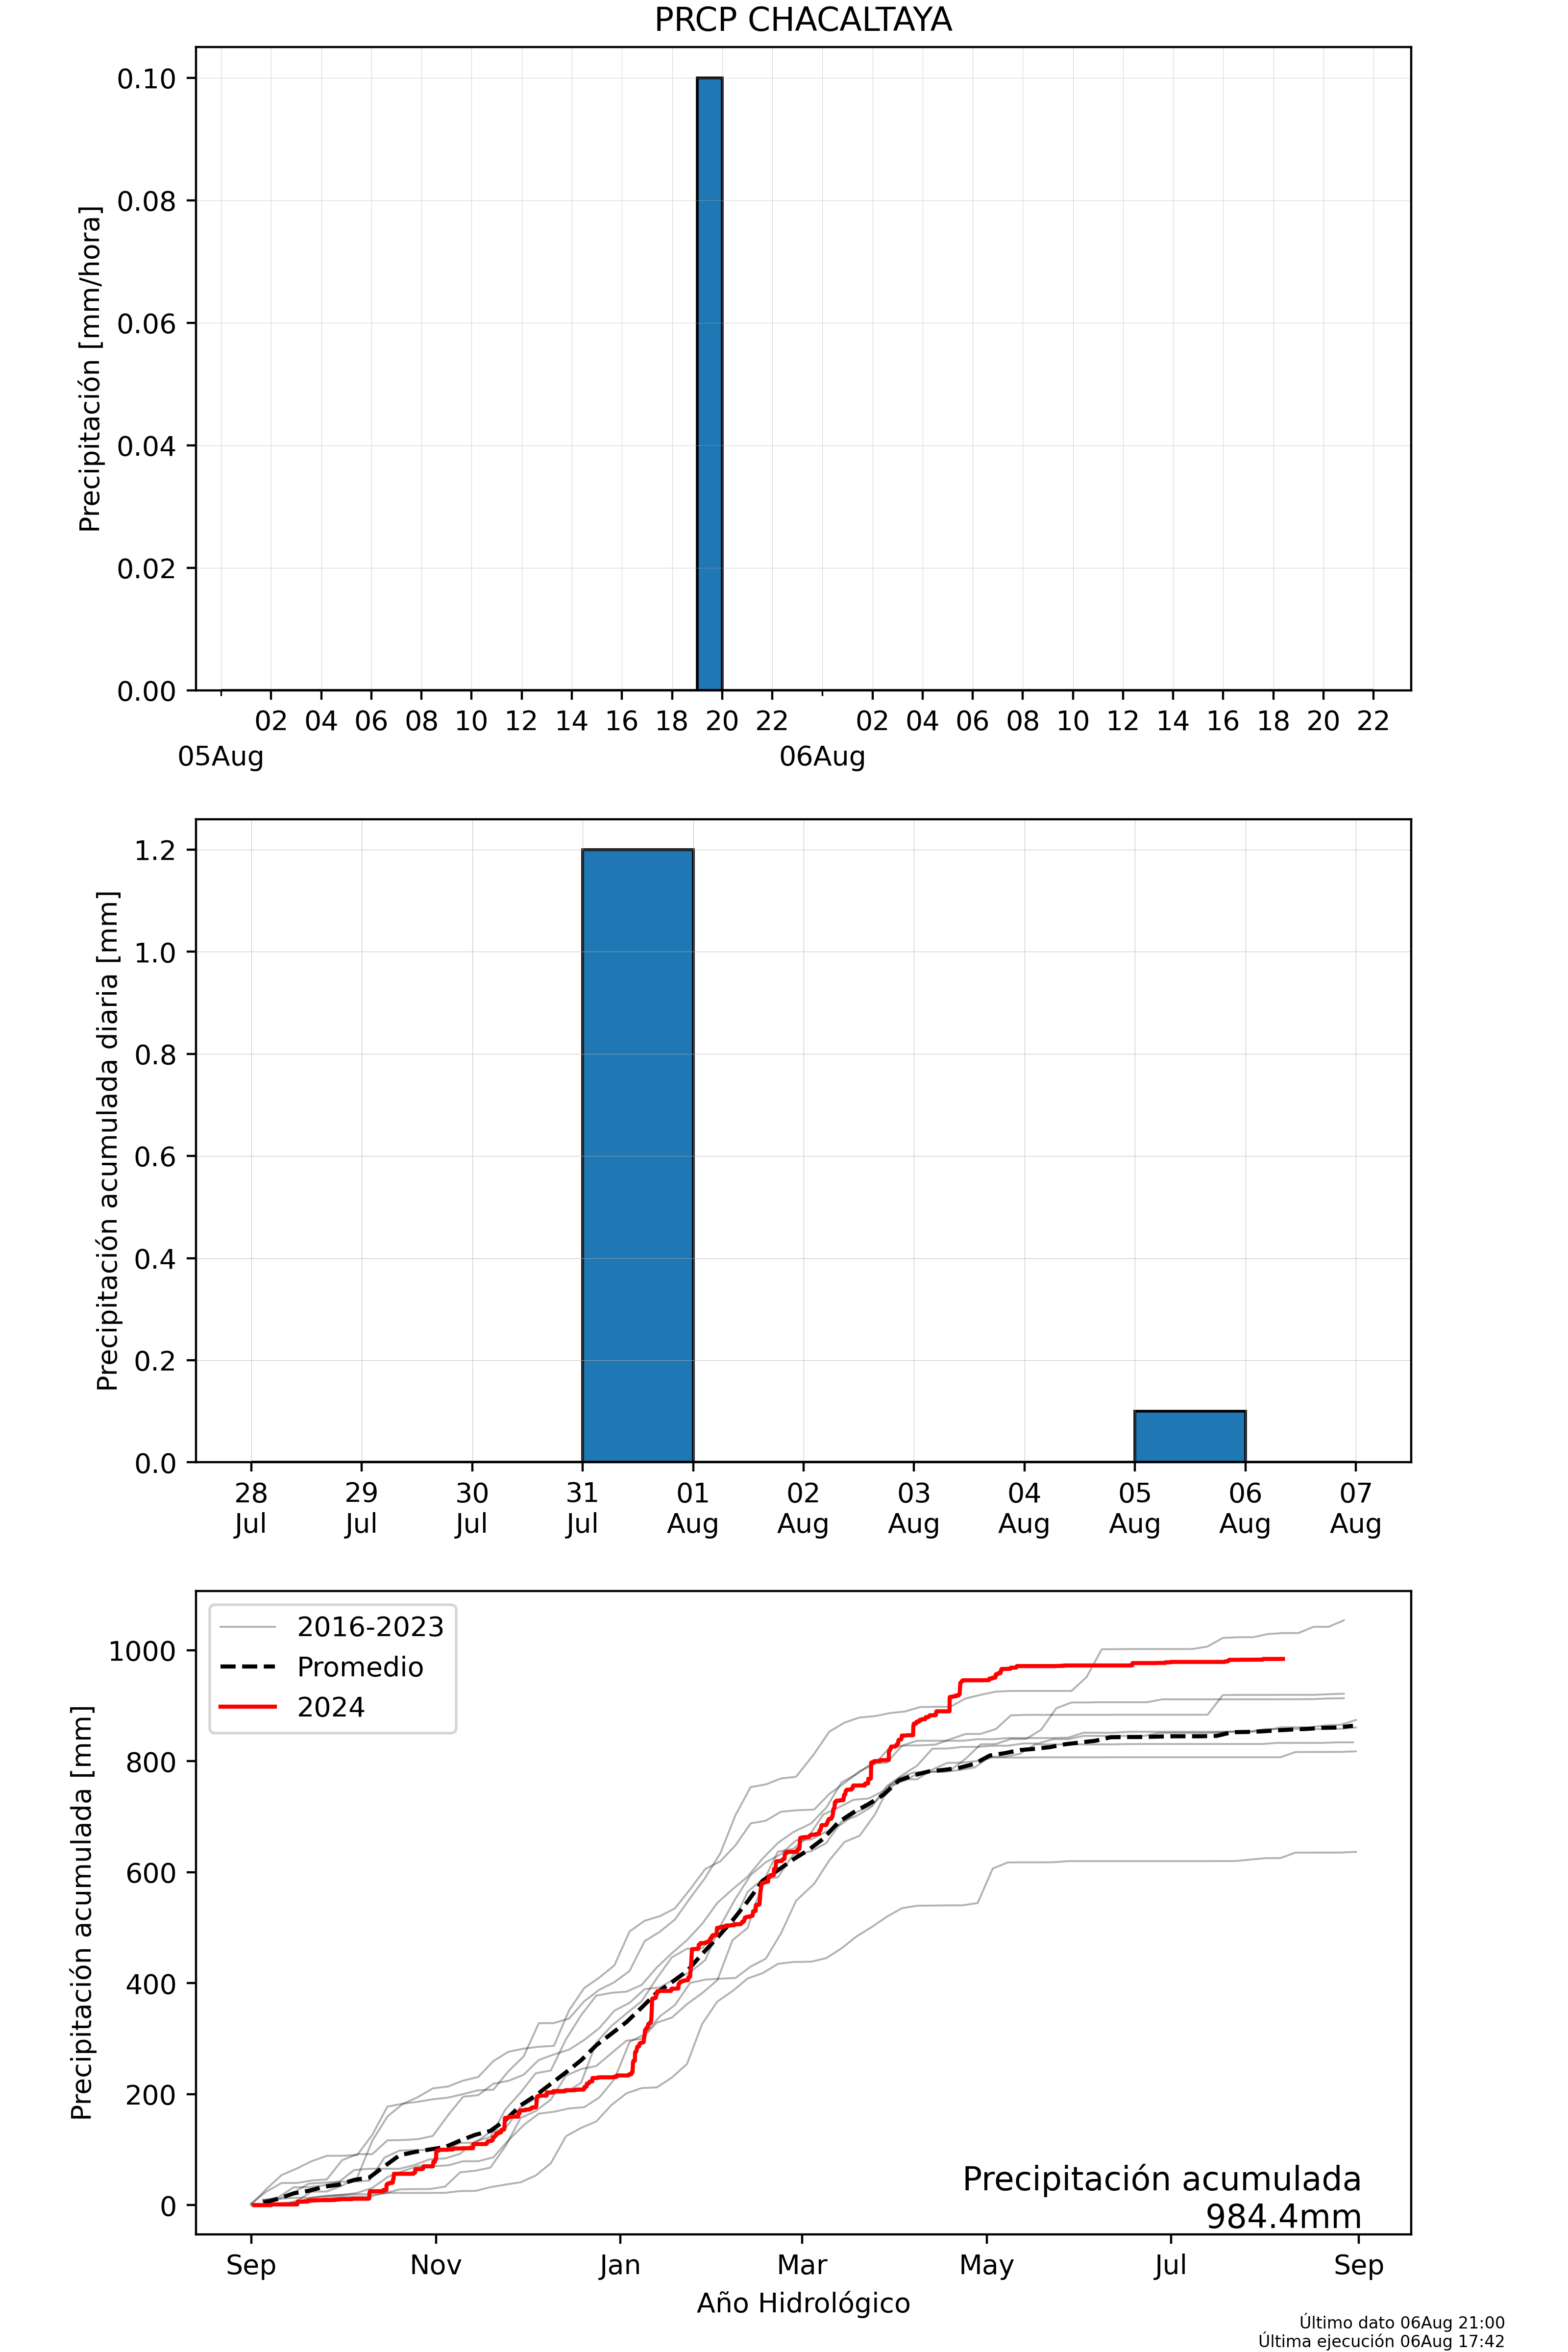 PRCP CHACALTAYA
Precipitación [mm/hora]
0.10
0.08
0.06
0.04
0.02
0.00
02 04 06 08 10 12 14 16 18 20 22 02 04 06 08 10 12 14 16 18 20 22
05Aug 06Aug
Precipitación acumulada diaria [mm]
1.2
1.0
0.8
0.6
0.4
0.2
0.0
28 29 30 31 01 02 03 04 05 06 07
Jul Jul Jul Jul Aug Aug Aug Aug Aug Aug Aug
Precipitación acumulada [mm]
1000
800
600
400
200
0
2016-2023
Promedio
2024
Precipitación acumulada
984.4mm
Sep Nov Jan Mar May Jul Sep
Año Hidrológico
Último dato 06Aug 21:00
Última ejecución 06Aug 17:42